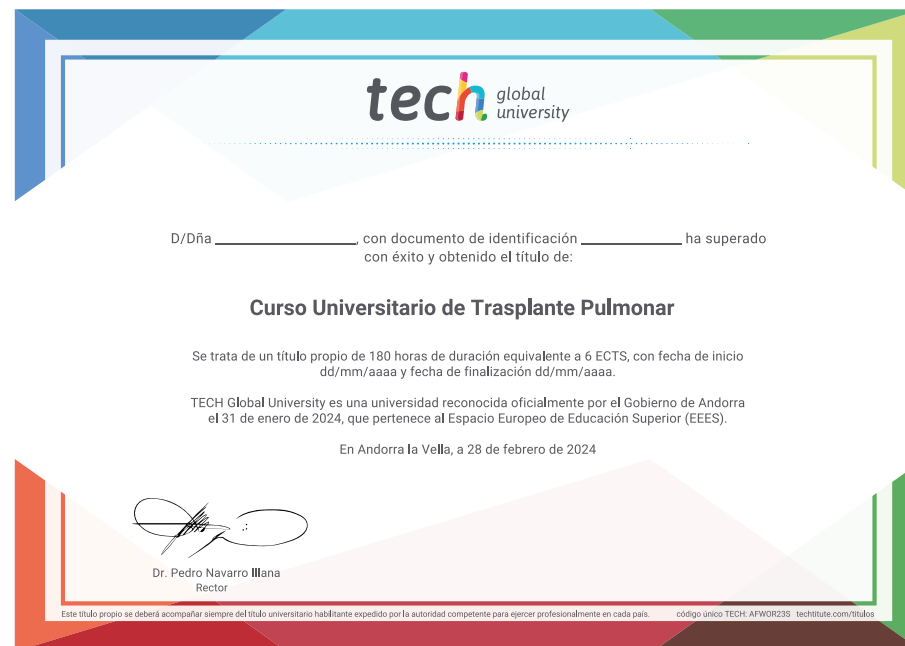 tech global university
D/Dña ____________________, con documento de identificación ______________ ha superado
con éxito y obtenido el título de:
Curso Universitario de Trasplante Pulmonar
Se trata de un título propio de 180 horas de duración equivalente a 6 ECTS, con fecha de inicio
dd/mm/aaaa y fecha de finalización dd/mm/aaaa.
TECH Global University es una universidad reconocida oficialmente por el Gobierno de Andorra
el 31 de enero de 2024, que pertenece al Espacio Europeo de Educación Superior (EEES).
En Andorra la Vella, a 28 de febrero de 2024
Dr. Pedro Navarro Illana
Rector
Este título propio se deberá acompañar siempre del título universitario habilitante expedido por la autoridad competente para ejercer profesionalmente en cada país. código único TECH: AFWOR23S techtitute.com/titulos